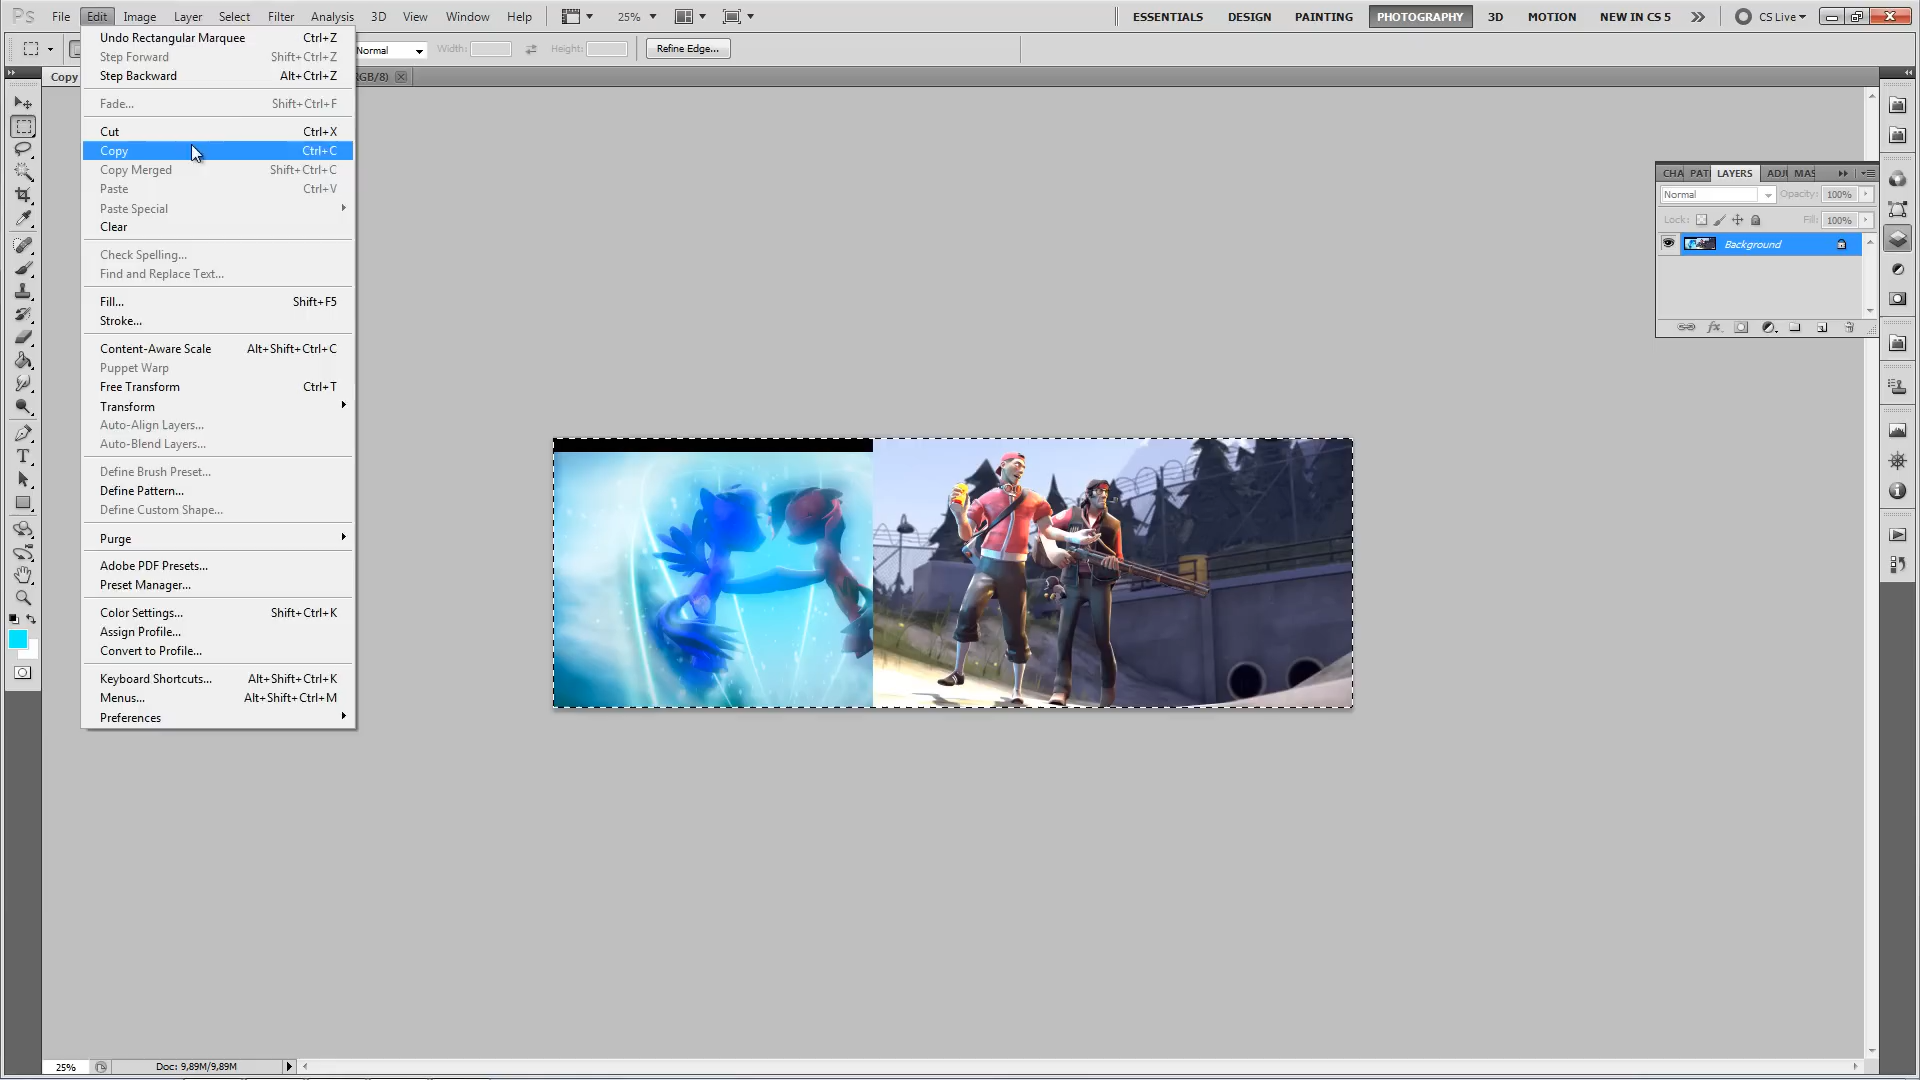 Ps File Edit Image Layer Select Filter Analysis 3D View Window Help 25% ESSENTIALS DESIGN PAINTING PHOTOGRAPHY 3D MOTION NEW IN CS 5 CS Live
Normal Width: Height: Refine Edge...
Copy RGB/8)
Undo Rectangular Marquee Ctrl+Z
Step Forward Shift+Ctrl+Z
Step Backward Alt+Ctrl+Z
Fade... Shift+Ctrl+F
Cut Ctrl+X
Copy Ctrl+C
Copy Merged Shift+Ctrl+C
Paste Ctrl+V
Paste Special
Clear
Check Spelling...
Find and Replace Text...
Fill... Shift+F5
Stroke...
Content-Aware Scale Alt+Shift+Ctrl+C
Puppet Warp
Free Transform Ctrl+T
Transform
Auto-Align Layers...
Auto-Blend Layers...
Define Brush Preset...
Define Pattern...
Define Custom Shape...
Purge
Adobe PDF Presets...
Preset Manager...
Color Settings... Shift+Ctrl+K
Assign Profile...
Convert to Profile...
Keyboard Shortcuts... Alt+Shift+Ctrl+K
Menus... Alt+Shift+Ctrl+M
Preferences
CHA PAT LAYERS ADJ MAS
Normal Opacity: 100%
Lock: Fill: 100%
Background
25% Doc: 9,89M/9,89M